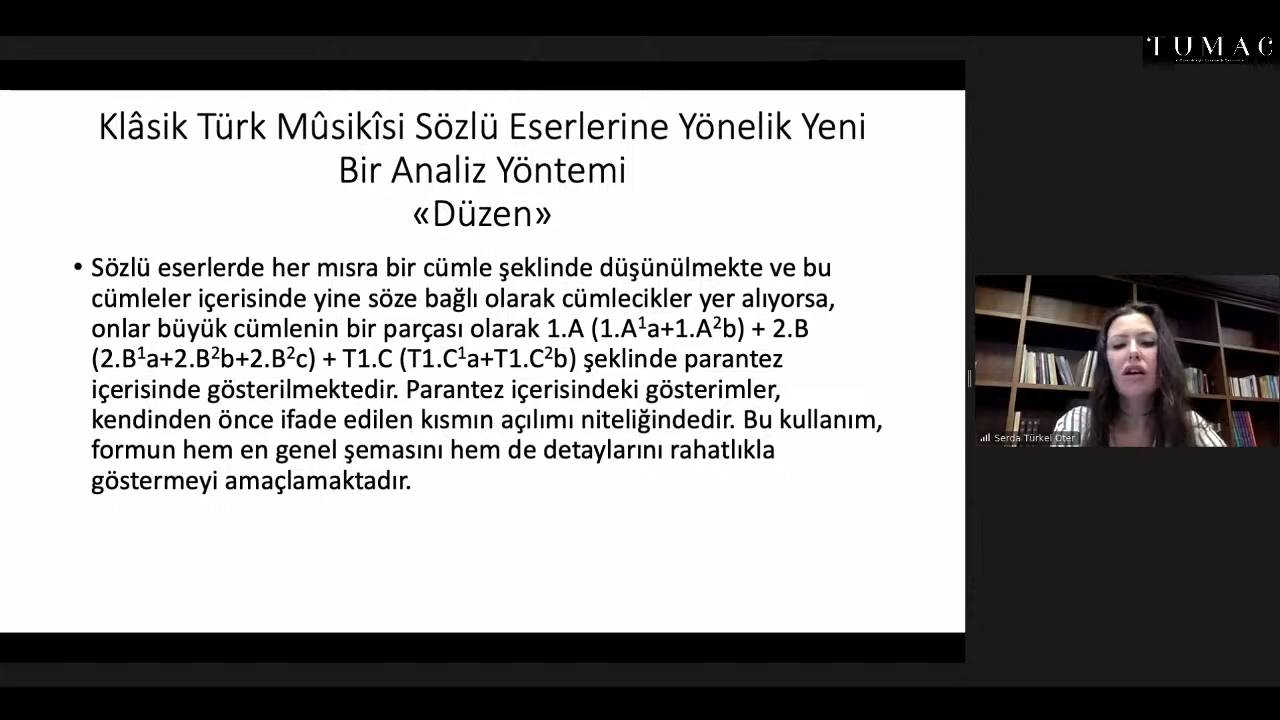 TUMAC
Klâsik Türk Mûsikîsi Sözlü Eserlerine Yönelik Yeni
Bir Analiz Yöntemi
«Düzen»
• Sözlü eserlerde her mısra bir cümle şeklinde düşünülmekte ve bu
cümleler içerisinde yine söze bağlı olarak cümlecikler yer alıyorsa,
onlar büyük cümlenin bir parçası olarak 1.A (1.A¹a+1.A²b) + 2.B
(2.B¹a+2.B²b+2.B²c) + T1.C (T1.C¹a+T1.C²b) şeklinde parantez
içerisinde gösterilmektedir. Parantez içerisindeki gösterimler,
kendinden önce ifade edilen kısmın açılımı niteliğindedir. Bu kullanım,
formun hem en genel şemasını hem de detaylarını rahatlıkla
göstermeyi amaçlamaktadır.
Serda Türkel Oter